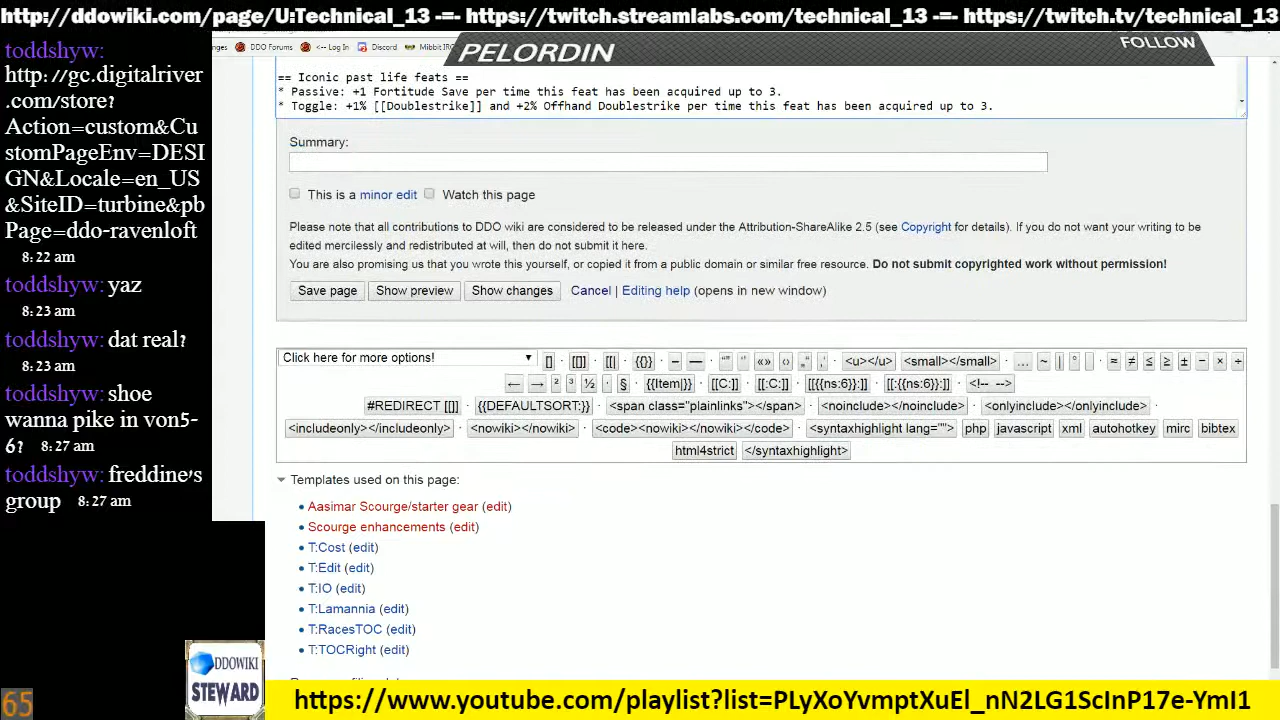 http://ddowiki.com/page/U:Technical_13 -=- https://twitch.streamlabs.com/technical_13 -=- https://twitch.tv/technical_13
nges DDO Forums <-- Log In Discord Mibbit IRC
PELORDIN
FOLLOW
toddshyw:
http://gc.digitalriver
.com/store?
Action=custom&Cu
stomPageEnv=DESI
GN&Locale=en_US
&SiteID=turbine&pb
Page=ddo-ravenloft
8:22 am
toddshyw: yaz
8:23 am
toddshyw: dat real?
8:23 am
toddshyw: shoe
wanna pike in von5-
6? 8:27 am
toddshyw: freddine's
group 8:27 am
== Iconic past life feats ==
* Passive: +1 Fortitude Save per time this feat has been acquired up to 3.
* Toggle: +1% [[Doublestrike]] and +2% Offhand Doublestrike per time this feat has been acquired up to 3.
Summary:
This is a minor edit Watch this page
Please note that all contributions to DDO wiki are considered to be released under the Attribution-ShareAlike 2.5 (see Copyright for details). If you do not want your writing to be
edited mercilessly and redistributed at will, then do not submit it here.
You are also promising us that you wrote this yourself, or copied it from a public domain or similar free resource. Do not submit copyrighted work without permission!
Save page Show preview Show changes Cancel | Editing help (opens in new window)
Click here for more options! [] · [[]] · [[| · {{}} · – — · “” ‘’ «» ‹› „“ ‚‘ · <u></u> · <small></small> · … ~ | ° · ≈ ≠ ≤ ≥ ± − × ÷
← → ² ³ ½ · § {{Item|}} · [[C:]] · [[:C:]] · [[{{ns:6}}:]] · [[:{{ns:6}}:]] · <!-- -->
#REDIRECT [[]] · {{DEFAULTSORT:}} · <span class="plainlinks"></span> · <noinclude></noinclude> · <onlyinclude></onlyinclude> ·
<includeonly></includeonly> · <nowiki></nowiki> · <code><nowiki></nowiki></code> · <syntaxhighlight lang=""> php javascript xml autohotkey mirc bibtex
html4strict </syntaxhighlight>
Templates used on this page:
Aasimar Scourge/starter gear (edit)
Scourge enhancements (edit)
T:Cost (edit)
T:Edit (edit)
T:IO (edit)
T:Lamannia (edit)
T:RacesTOC (edit)
T:TOCRight (edit)
DDOWIKI
STEWARD
65
https://www.youtube.com/playlist?list=PLyXoYvmptXuEl_nN2LG1ScInP17e-YmI1